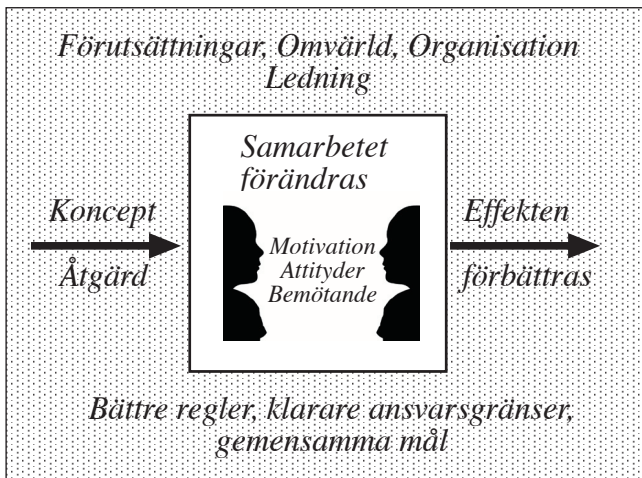 Förutsättningar, Omvärld, Organisation
Ledning
Samarbetet
förändras
Koncept
Åtgärd
Motivation
Attityder
Bemötande
Effekten
förbättras
Bättre regler, klarare ansvarsgränser,
gemensamma mål